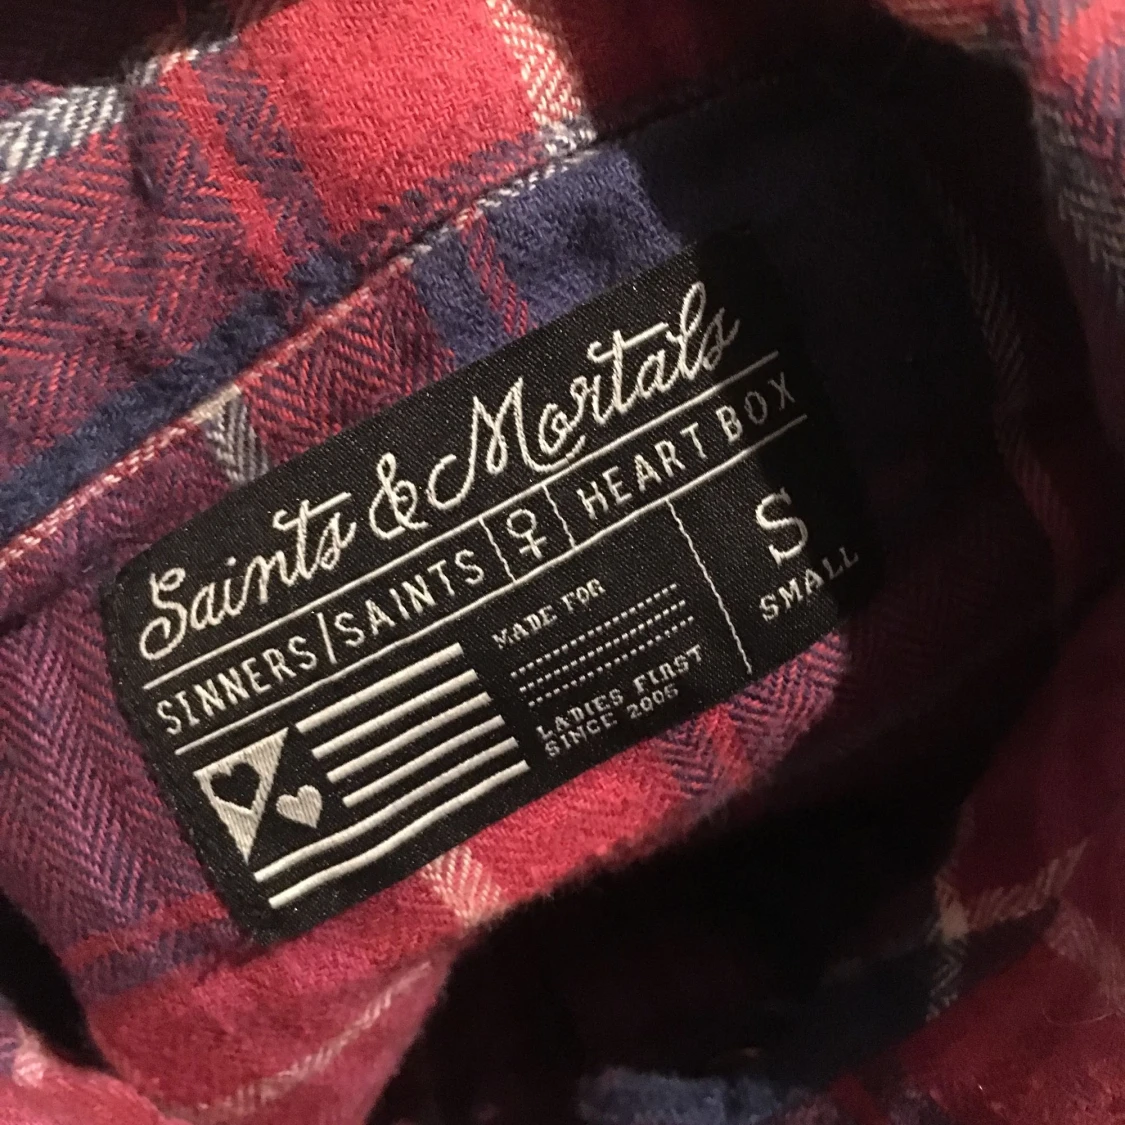 Saints & Mortals
SINNERS/SAINTS ♀ HEART BOX
MADE FOR
LADIES FIRST
SINCE 2006
S
SMALL